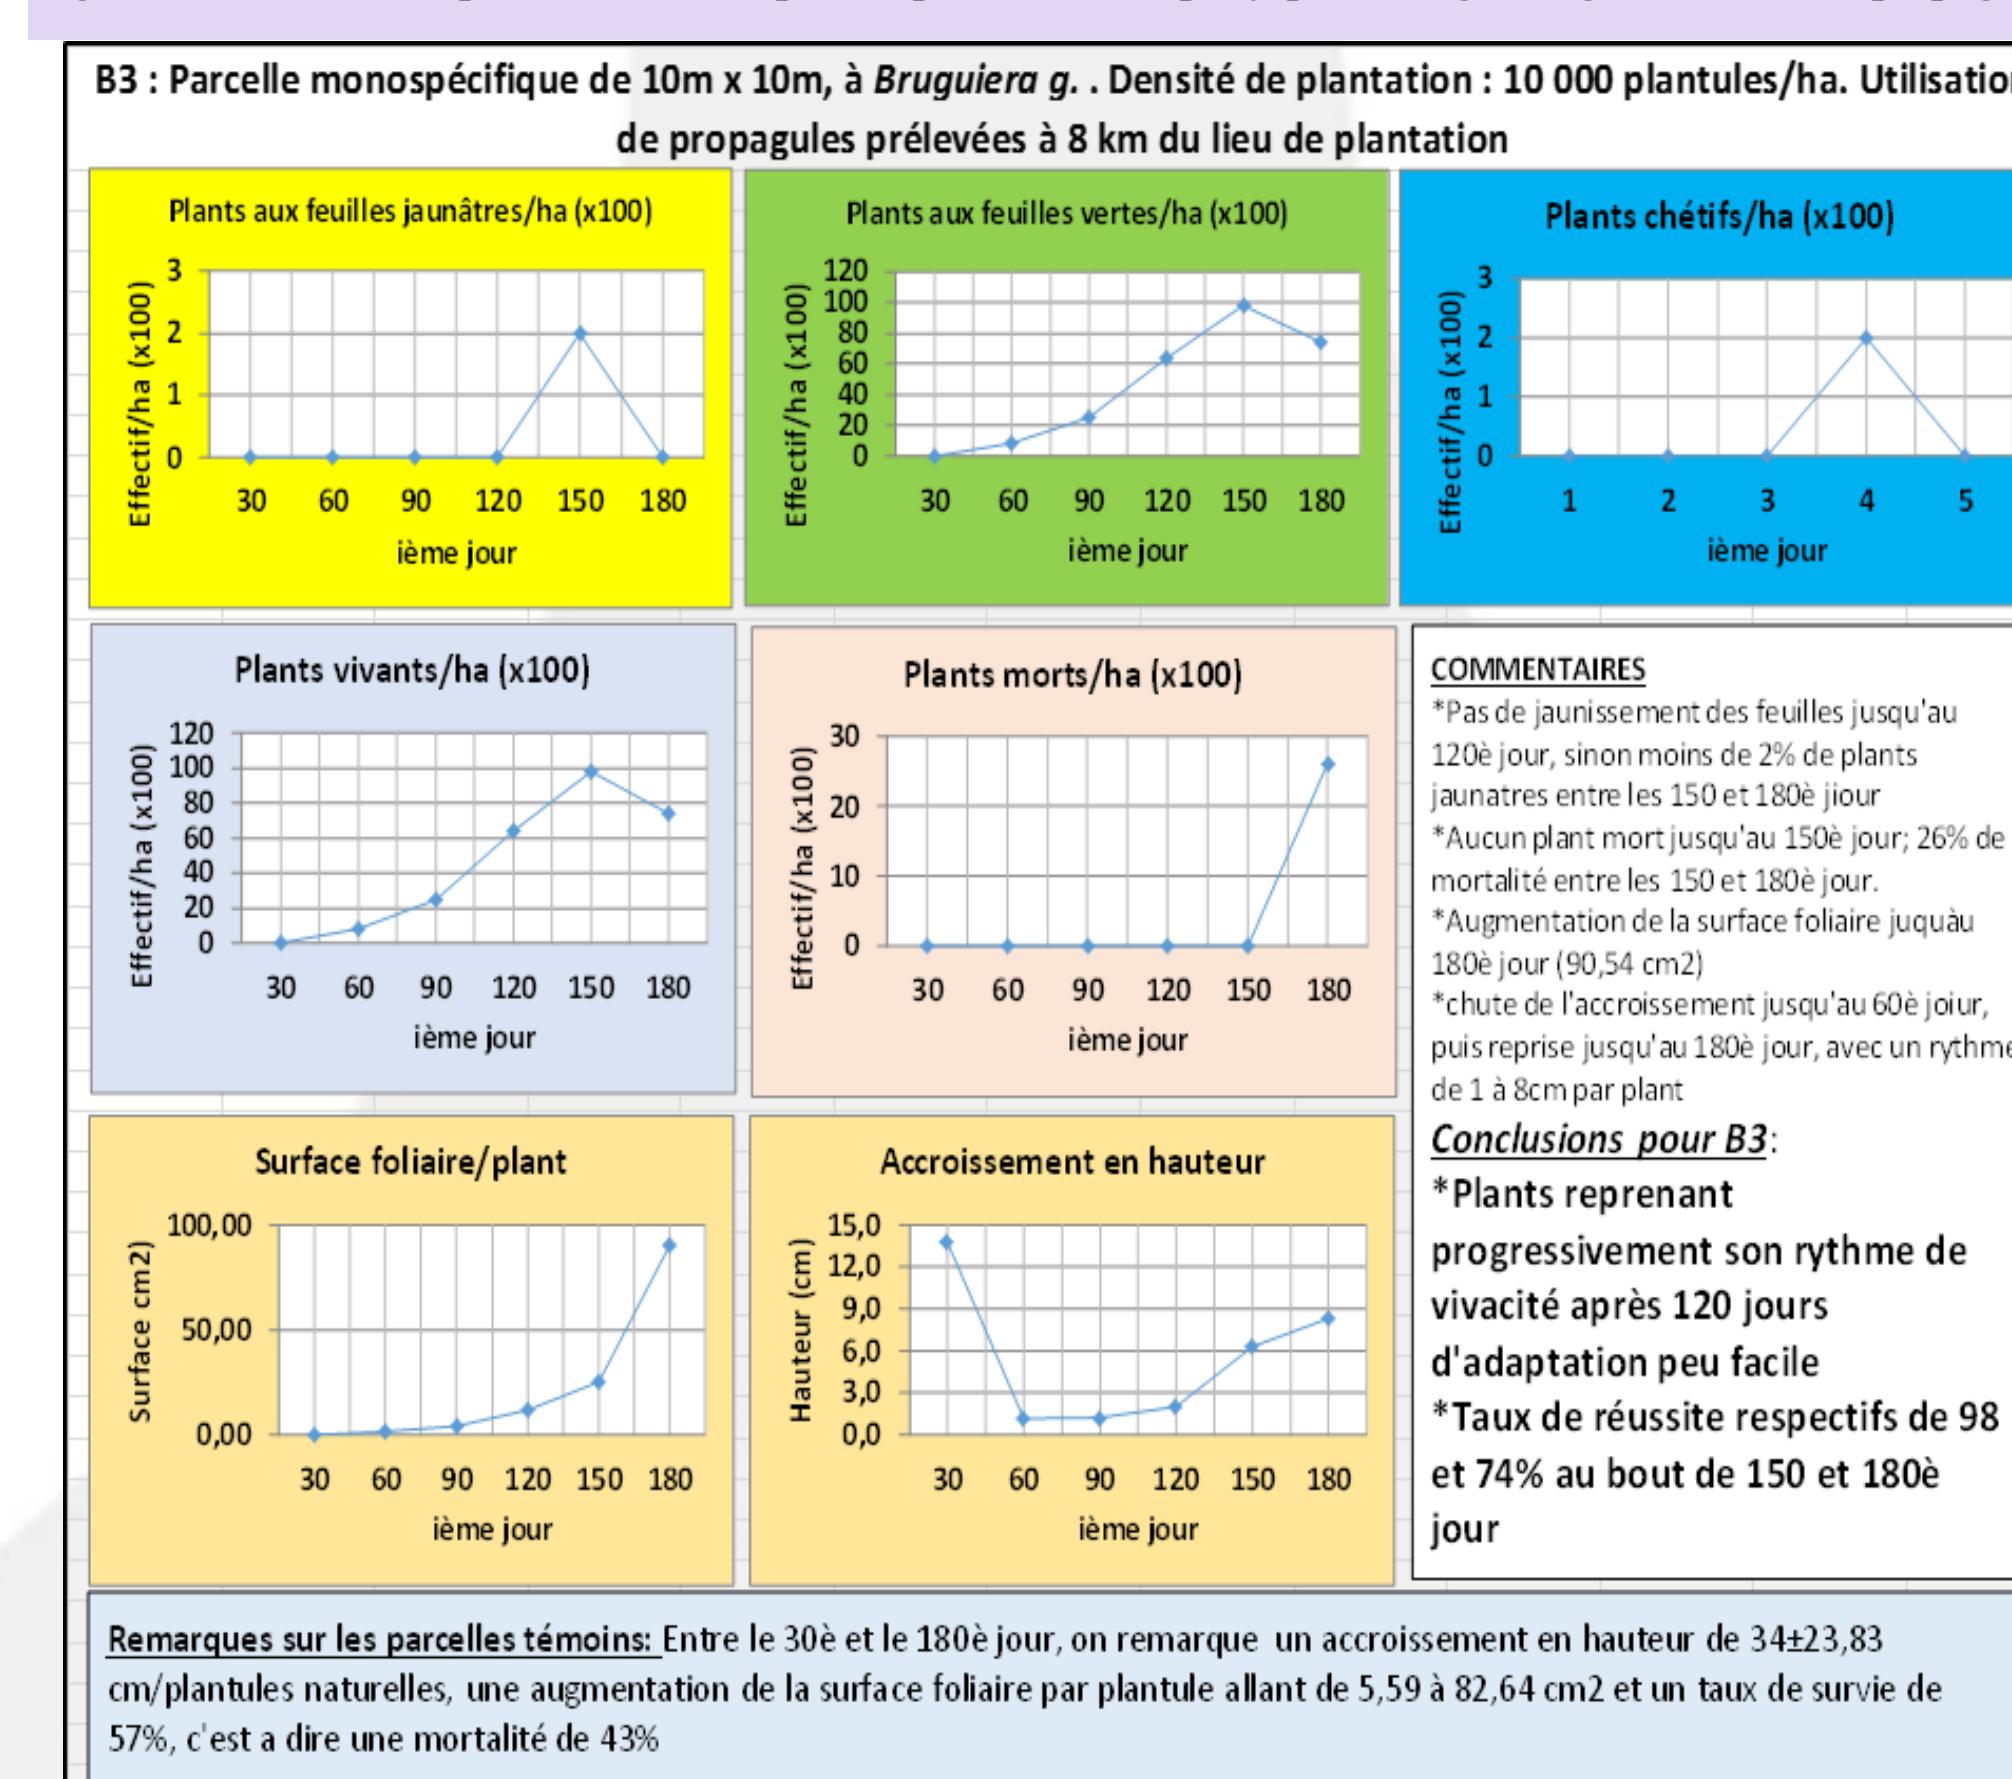 B3 : Parcelle monospécifique de 10m x 10m, à Bruguiera g. . Densité de plantation : 10 000 plantules/ha. Utilisation
de propagules prélevées à 8 km du lieu de plantation
Plants aux feuilles jaunâtres/ha (x100)
Effectif/ha (x100)
3
2
1
0
30 60 90 120 150 180
ième jour
Plants aux feuilles vertes/ha (x100)
Effectif/ha (x100)
120
100
80
60
40
20
0
30 60 90 120 150 180
ième jour
Plants chétifs/ha (x100)
Effectif/ha (x100)
3
2
1
0
1 2 3 4 5
ième jour
Plants vivants/ha (x100)
Effectif/ha (x100)
120
100
80
60
40
20
0
30 60 90 120 150 180
ième jour
Plants morts/ha (x100)
Effectif/ha (x100)
30
20
10
0
30 60 90 120 150 180
ième jour
COMMENTAIRES
*Pas de jaunissement des feuilles jusqu'au
120è jour, sinon moins de 2% de plants
jaunatres entre les 150 et 180è jiour
*Aucun plant mort jusqu'au 150è jour; 26% de
mortalité entre les 150 et 180è jour.
*Augmentation de la surface foliaire juquàu
180è jour (90,54 cm2)
*chute de l'accroissement jusqu'au 60è joiur,
puis reprise jusqu'au 180è jour, avec un rythme
de 1 à 8cm par plant
Conclusions pour B3:
*Plants reprenant
progressivement son rythme de
vivacité après 120 jours
d'adaptation peu facile
*Taux de réussite respectifs de 98
et 74% au bout de 150 et 180è
jour
Surface foliaire/plant
Surface cm2)
100,00
50,00
0,00
30 60 90 120 150 180
ième jour
Accroissement en hauteur
Hauteur (cm)
15,0
12,0
9,0
6,0
3,0
0,0
30 60 90 120 150 180
ième jour
Remarques sur les parcelles témoins: Entre le 30è et le 180è jour, on remarque un accroissement en hauteur de 34±23,83
cm/plantules naturelles, une augmentation de la surface foliaire par plantule allant de 5,59 à 82,64 cm2 et un taux de survie de
57%, c'est a dire une mortalité de 43%